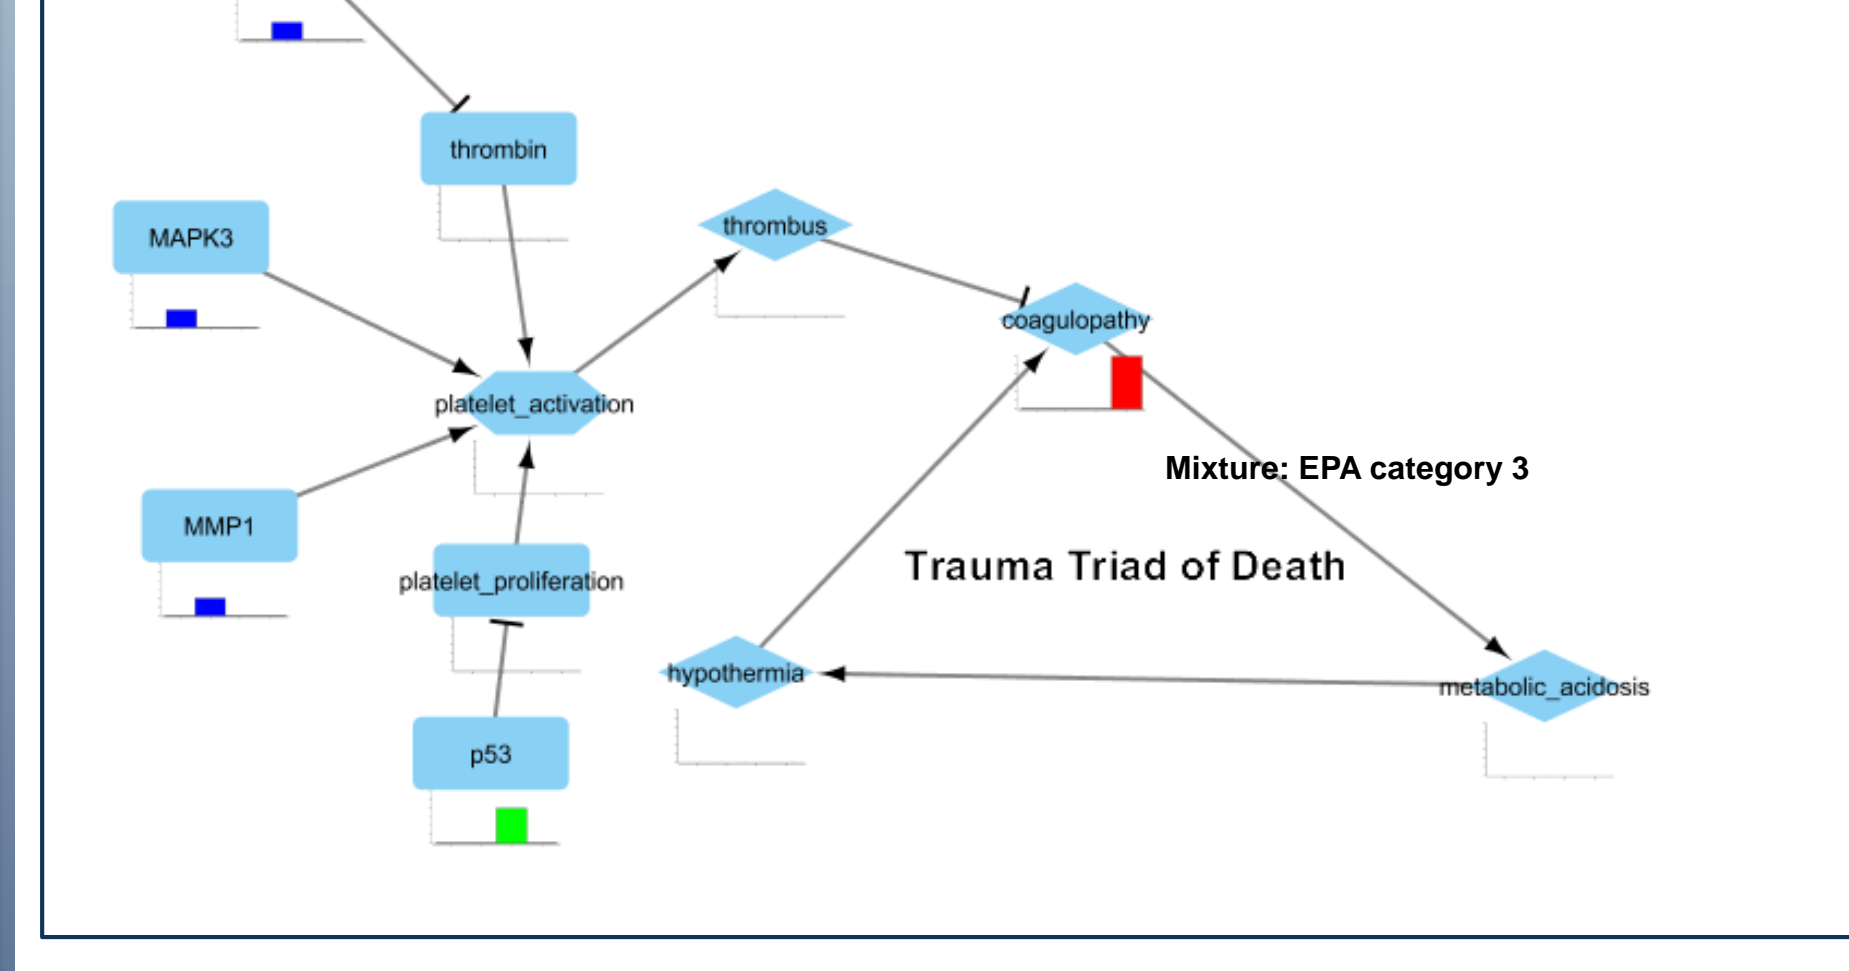 thrombin
MAPK3
thrombus
coagulopathy
platelet_activation
Mixture: EPA category 3
MMP1
Trauma Triad of Death
platelet_proliferation
hypothermia
metabolic_acidosis
p53